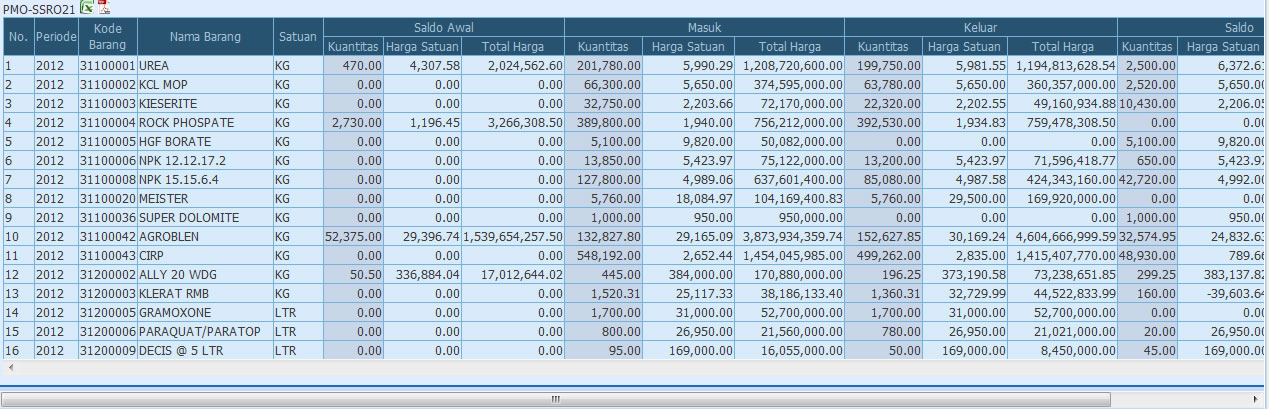 PMO-SSRO21
No. Periode Kode Barang Nama Barang Satuan Saldo Awal Masuk Keluar Saldo
Kuantitas Harga Satuan Total Harga Kuantitas Harga Satuan Total Harga Kuantitas Harga Satuan Total Harga Kuantitas Harga Satuan
1 2012 31100001 UREA KG 470.00 4,307.58 2,024,562.60 201,780.00 5,990.29 1,208,720,600.00 199,750.00 5,981.55 1,194,813,628.54 2,500.00 6,372.61
2 2012 31100002 KCL MOP KG 0.00 0.00 0.00 66,300.00 5,650.00 374,595,000.00 63,780.00 5,650.00 360,357,000.00 2,520.00 5,650.00
3 2012 31100003 KIESERITE KG 0.00 0.00 0.00 32,750.00 2,203.66 72,170,000.00 22,320.00 2,202.55 49,160,934.88 10,430.00 2,206.05
4 2012 31100004 ROCK PHOSPATE KG 2,730.00 1,196.45 3,266,308.50 389,800.00 1,940.00 756,212,000.00 392,530.00 1,934.83 759,478,308.50 0.00 0.00
5 2012 31100005 HGF BORATE KG 0.00 0.00 0.00 5,100.00 9,820.00 50,082,000.00 0.00 0.00 0.00 5,100.00 9,820.00
6 2012 31100006 NPK 12.12.17.2 KG 0.00 0.00 0.00 13,850.00 5,423.97 75,122,000.00 13,200.00 5,423.97 71,596,418.77 650.00 5,423.97
7 2012 31100008 NPK 15.15.6.4 KG 0.00 0.00 0.00 127,800.00 4,989.06 637,601,400.00 85,080.00 4,987.58 424,343,160.00 42,720.00 4,992.00
8 2012 31100020 MEISTER KG 0.00 0.00 0.00 5,760.00 18,084.97 104,169,400.83 5,760.00 29,500.00 169,920,000.00 0.00 0.00
9 2012 31100036 SUPER DOLOMITE KG 0.00 0.00 0.00 1,000.00 950.00 950,000.00 0.00 0.00 0.00 1,000.00 950.00
10 2012 31100042 AGROBLEN KG 52,375.00 29,396.74 1,539,654,257.50 132,827.80 29,165.09 3,873,934,359.74 152,627.85 30,169.24 4,604,666,999.59 32,574.95 24,832.63
11 2012 31100043 CIRP KG 0.00 0.00 0.00 548,192.00 2,652.44 1,454,045,985.00 499,262.00 2,835.00 1,415,407,770.00 48,930.00 789.66
12 2012 31200002 ALLY 20 WDG KG 50.50 336,884.04 17,012,644.02 445.00 384,000.00 170,880,000.00 196.25 373,190.58 73,238,651.85 299.25 383,137.82
13 2012 31200003 KLERAT RMB KG 0.00 0.00 0.00 1,520.31 25,117.33 38,186,133.40 1,360.31 32,729.99 44,522,833.99 160.00 -39,603.64
14 2012 31200005 GRAMOXONE LTR 0.00 0.00 0.00 1,700.00 31,000.00 52,700,000.00 1,700.00 31,000.00 52,700,000.00 0.00 0.00
15 2012 31200006 PARAQUAT/PARATOP LTR 0.00 0.00 0.00 800.00 26,950.00 21,560,000.00 780.00 26,950.00 21,021,000.00 20.00 26,950.00
16 2012 31200009 DECIS @ 5 LTR LTR 0.00 0.00 0.00 95.00 169,000.00 16,055,000.00 50.00 169,000.00 8,450,000.00 45.00 169,000.00